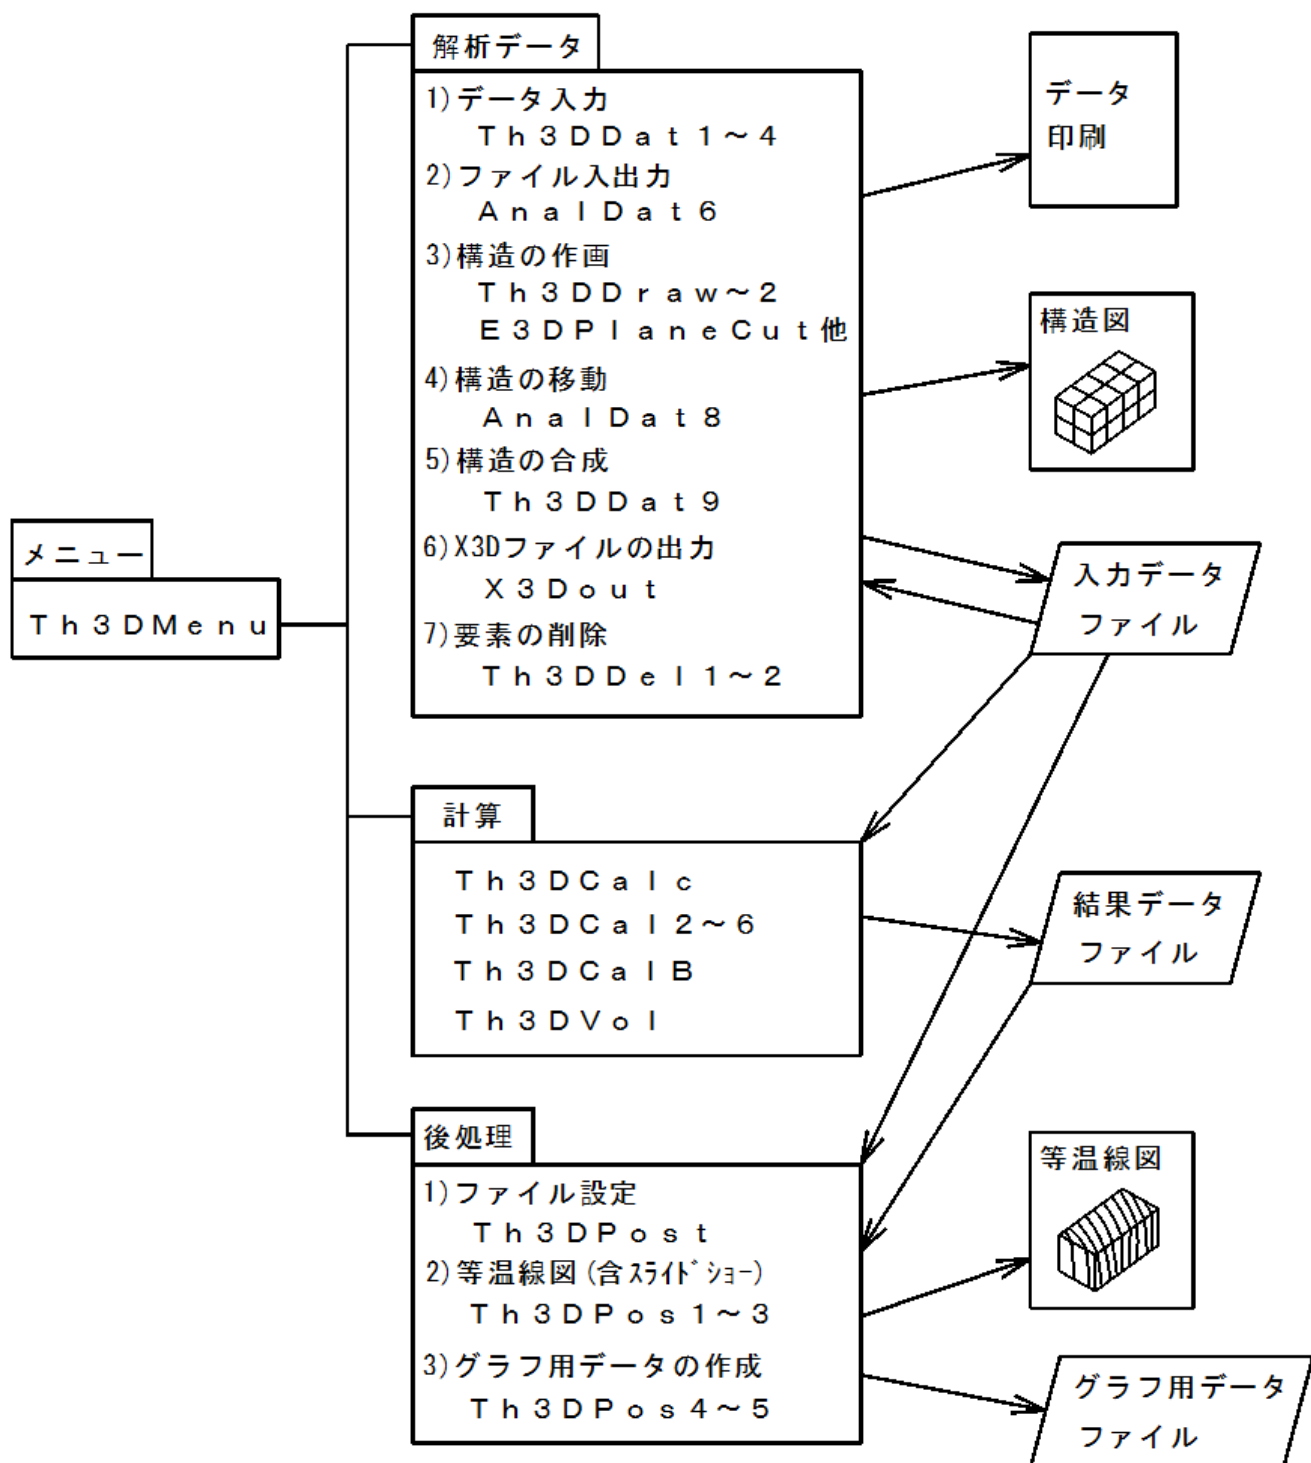 メニュー
Th3DMenu
解析データ
1)データ入力
Th3DDat1～4
2)ファイル入出力
AnalDat6
3)構造の作画
Th3DDraw～2
E3DPlaneCut他
4)構造の移動
AnalDat8
5)構造の合成
Th3DDat9
6)X3Dファイルの出力
X3Dout
7)要素の削除
Th3DDel1～2
計算
Th3DCalc
Th3DCal2～6
Th3DCalB
Th3DVol
後処理
1)ファイル設定
Th3DPost
2)等温線図(含ｽﾗｲﾄﾞｼｮｰ)
Th3DPos1～3
3)グラフ用データの作成
Th3DPos4～5
データ
印刷
構造図
入力データ
ファイル
結果データ
ファイル
等温線図
グラフ用データ
ファイル